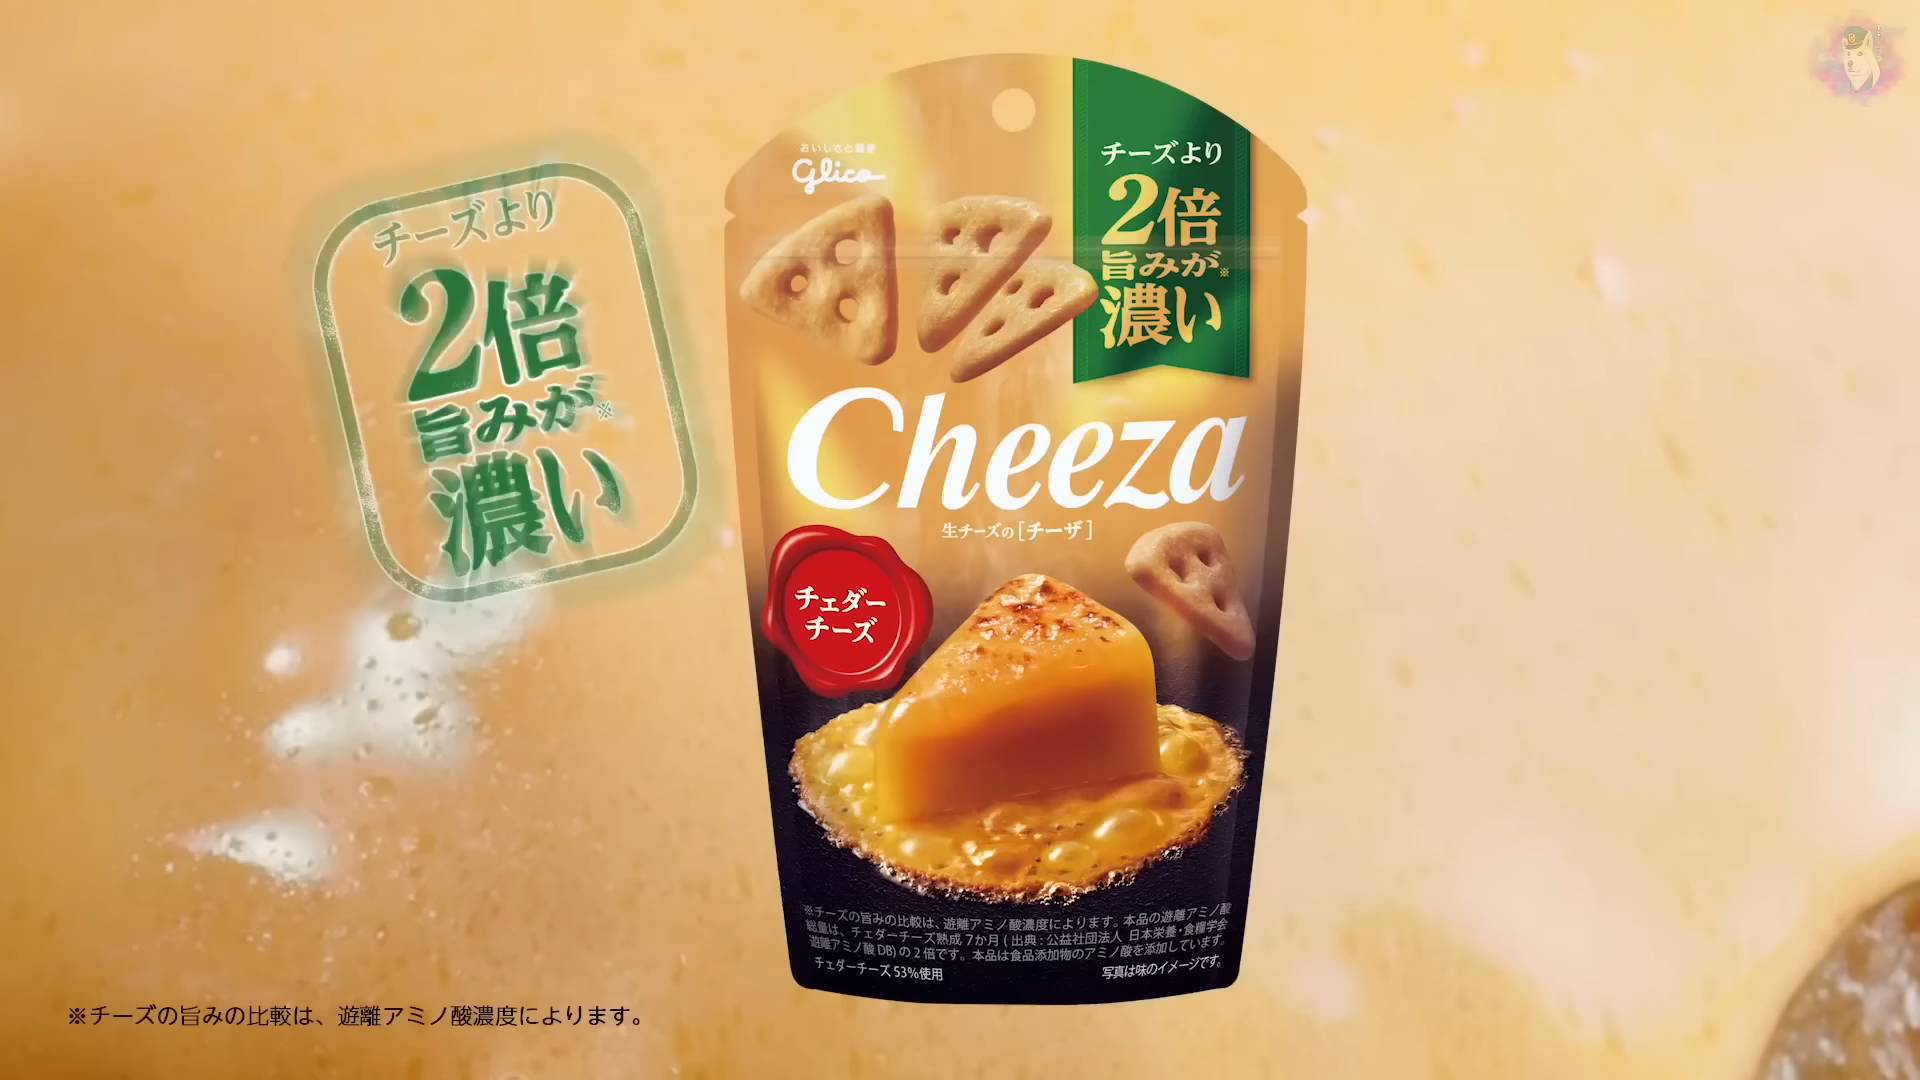 チーズより
2倍
旨みが※
濃い
おいしさと健康
Glico
チーズより
2倍
旨みが※
濃い
Cheeza
生チーズの[チーザ]
チェダー
チーズ
※チーズの旨みの比較は、遊離アミノ酸濃度によります。本品の遊離アミノ酸
総量は、チェダーチーズ熟成 7か月 ( 出典 : 公益社団法人 日本栄養・食糧学会
遊離アミノ酸 DB) の 2 倍です。本品は食品添加物のアミノ酸を添加しています。
チェダーチーズ 53%使用
写真は味のイメージです。
※チーズの旨みの比較は、遊離アミノ酸濃度によります。